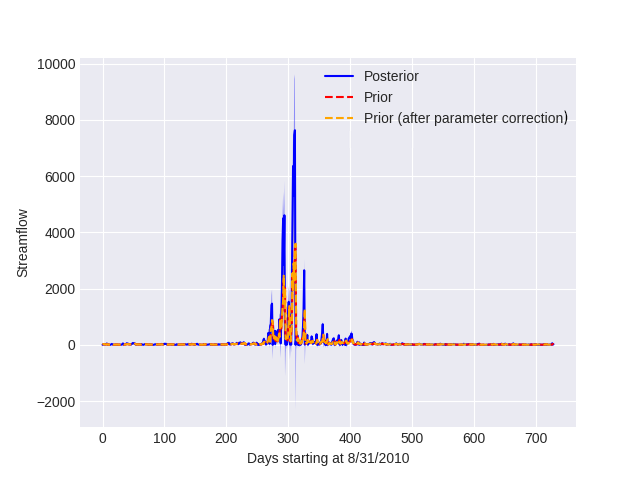 10000
8000
6000
4000
2000
0
−2000
Streamflow
Posterior
Prior
Prior (after parameter correction)
0 100 200 300 400 500 600 700
Days starting at 8/31/2010